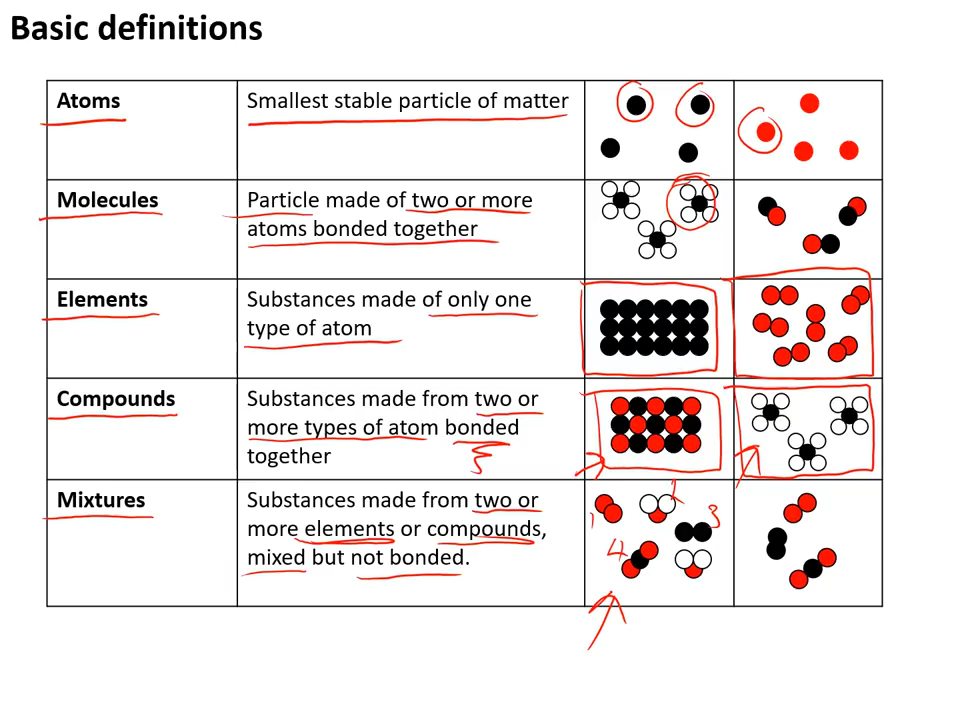 Basic definitions
Atoms
Smallest stable particle of matter
Molecules
Particle made of two or more
atoms bonded together
Elements
Substances made of only one
type of atom
Compounds
Substances made from two or
more types of atom bonded
together
Mixtures
Substances made from two or
more elements or compounds,
mixed but not bonded.
1
2
3
4